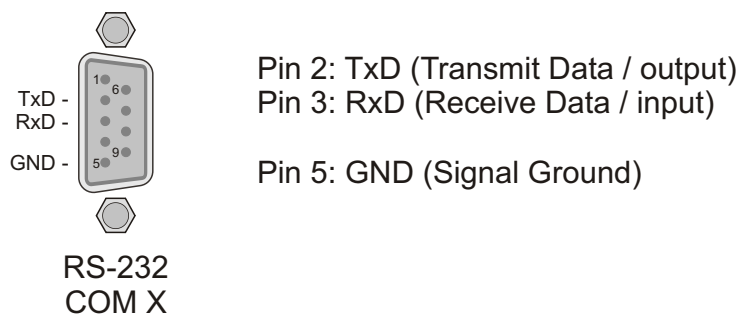 1
6
TxD -
RxD -
GND -
5
9
RS-232
COM X
Pin 2: TxD (Transmit Data / output)
Pin 3: RxD (Receive Data / input)
Pin 5: GND (Signal Ground)